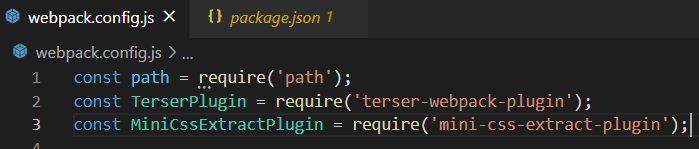 webpack.config.js
package.json 1
webpack.config.js > ...
1 const path = require('path');
2 const TerserPlugin = require('terser-webpack-plugin');
3 const MiniCssExtractPlugin = require('mini-css-extract-plugin');